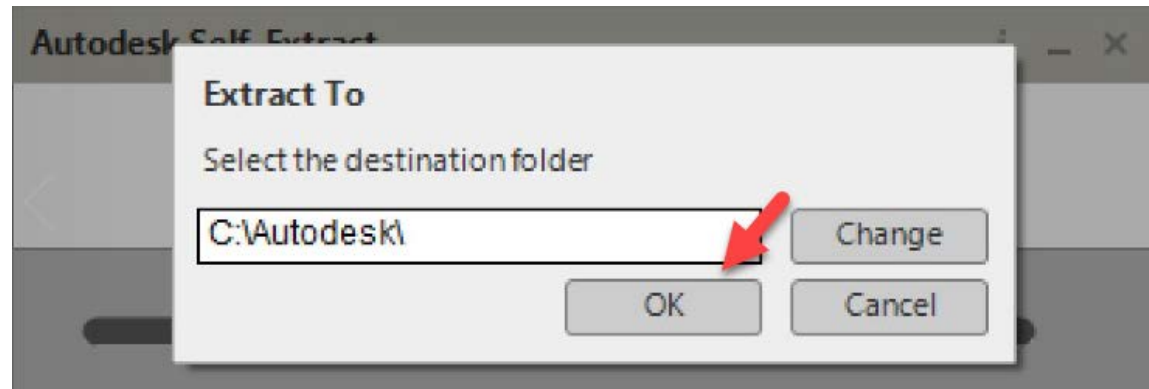 Autodesk Self-Extract
Extract To
Select the destination folder
C:\Autodesk\
Change
OK
Cancel